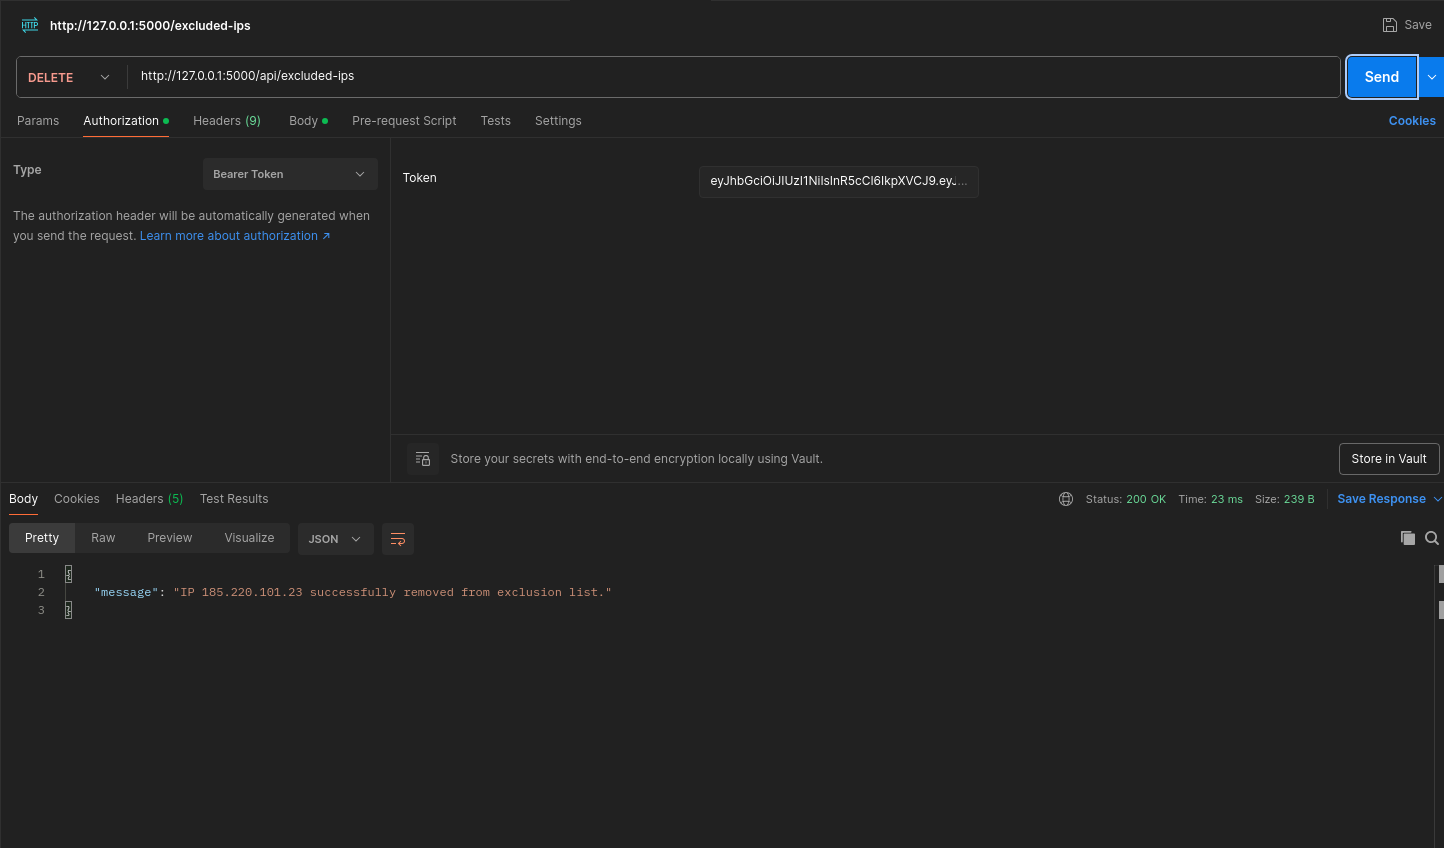 HTTP http://127.0.0.1:5000/excluded-ips Save
DELETE http://127.0.0.1:5000/api/excluded-ips Send
Params Authorization Headers (9) Body Pre-request Script Tests Settings Cookies
Type Bearer Token
Token eyJhbGciOiJIUzI1NiIsInR5cCI6IkpXVCJ9.eyJ...
The authorization header will be automatically generated when
you send the request. Learn more about authorization ↗
Store your secrets with end-to-end encryption locally using Vault. Store in Vault
Body Cookies Headers (5) Test Results Status: 200 OK Time: 23 ms Size: 239 B Save Response
Pretty Raw Preview Visualize JSON
1 {
2 "message": "IP 185.220.101.23 successfully removed from exclusion list."
3 }